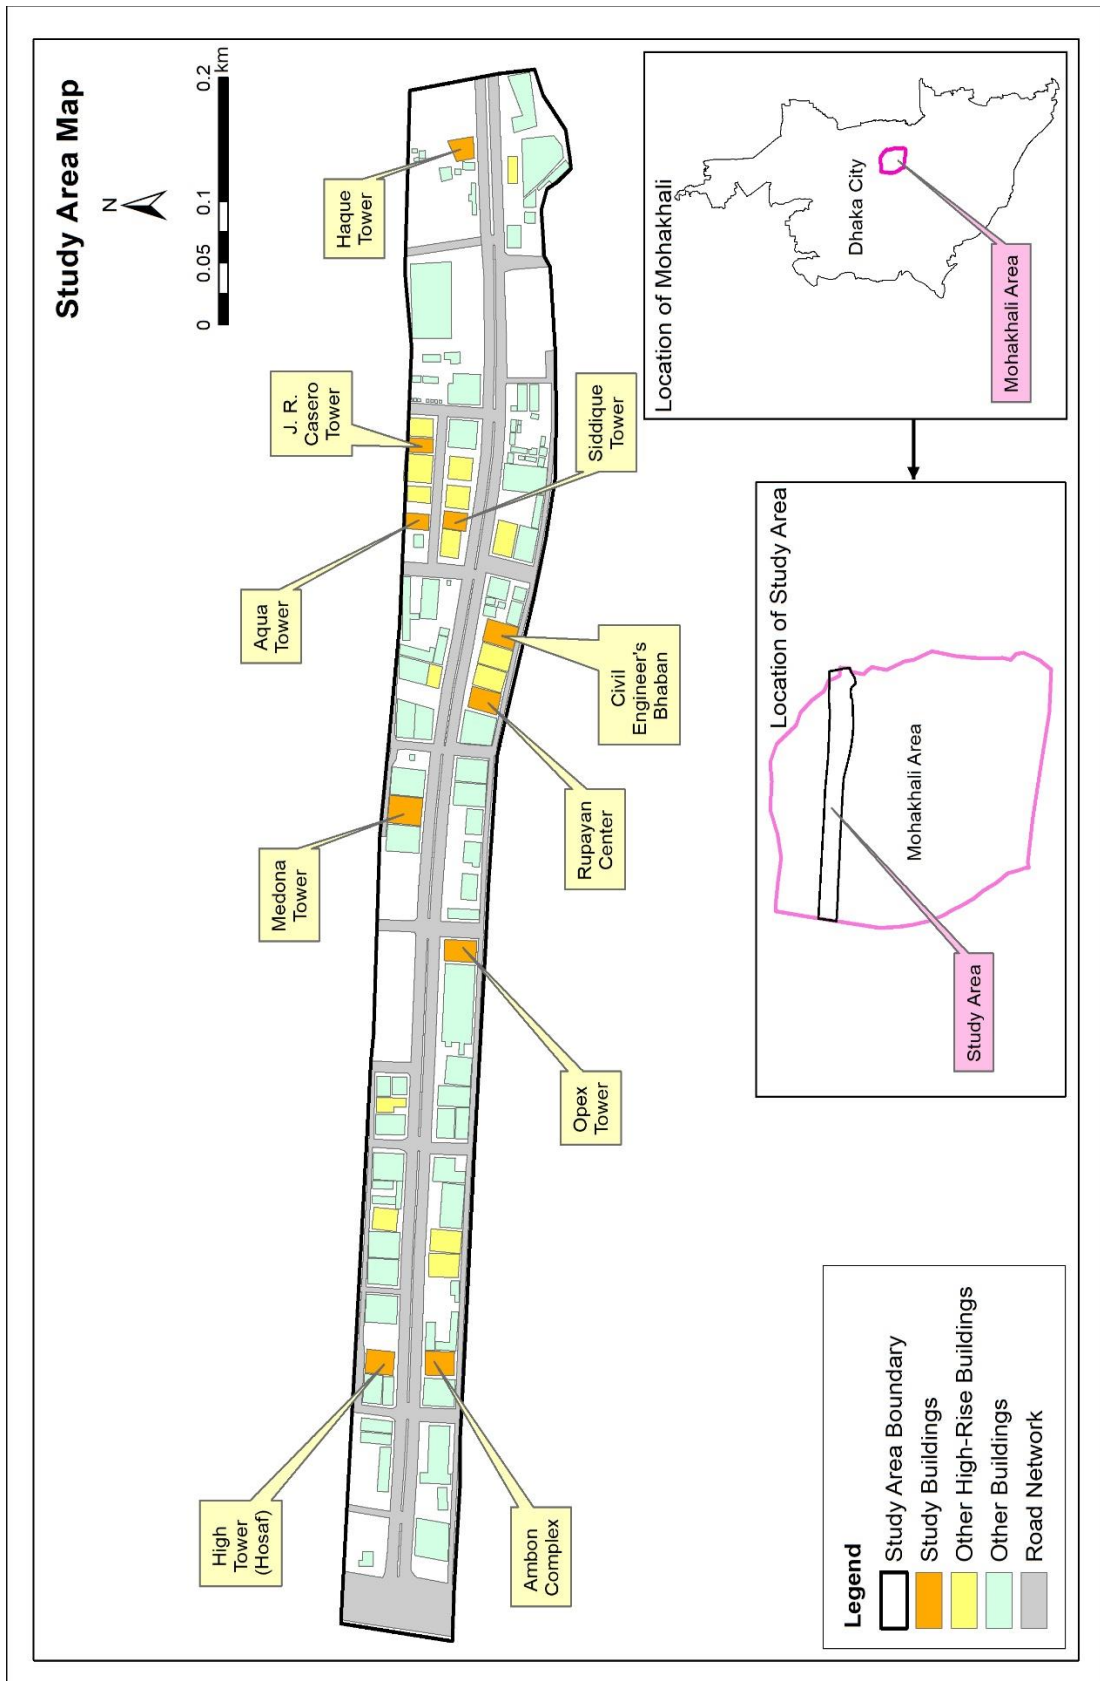 Study Area Map
N
0 0.05 0.1 0.2
km
High
Tower
(Hosaf)
Medona
Tower
Aqua
Tower
J. R.
Casero
Tower
Haque
Tower
Ambon
Complex
Opex
Tower
Rupayan
Center
Civil
Engineer's
Bhaban
Siddique
Tower
Legend
Study Area Boundary
Study Buildings
Other High-Rise Buildings
Other Buildings
Road Network
Location of Study Area
Mohakhali Area
Study Area
Location of Mohakhali
Dhaka City
Mohakhali Area